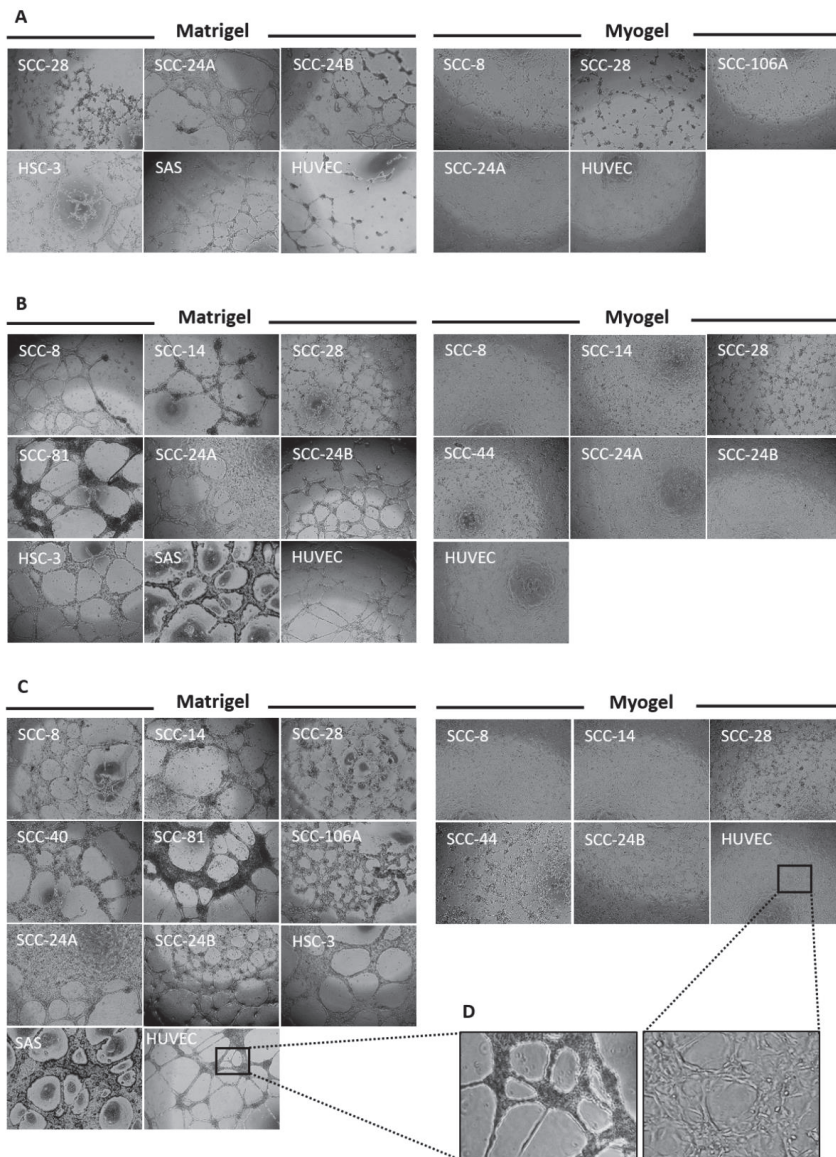 A
Matrigel
Myogel
SCC-28 SCC-24A SCC-24B
SCC-8 SCC-28 SCC-106A
HSC-3 SAS HUVEC
SCC-24A HUVEC
B
Matrigel
Myogel
SCC-8 SCC-14 SCC-28
SCC-8 SCC-14 SCC-28
SCC-81 SCC-24A SCC-24B
SCC-44 SCC-24A SCC-24B
HSC-3 SAS HUVEC
HUVEC
C
Matrigel
Myogel
SCC-8 SCC-14 SCC-28
SCC-8 SCC-14 SCC-28
SCC-40 SCC-81 SCC-106A
SCC-44 SCC-24B HUVEC
SCC-24A SCC-24B HSC-3
SAS HUVEC
D